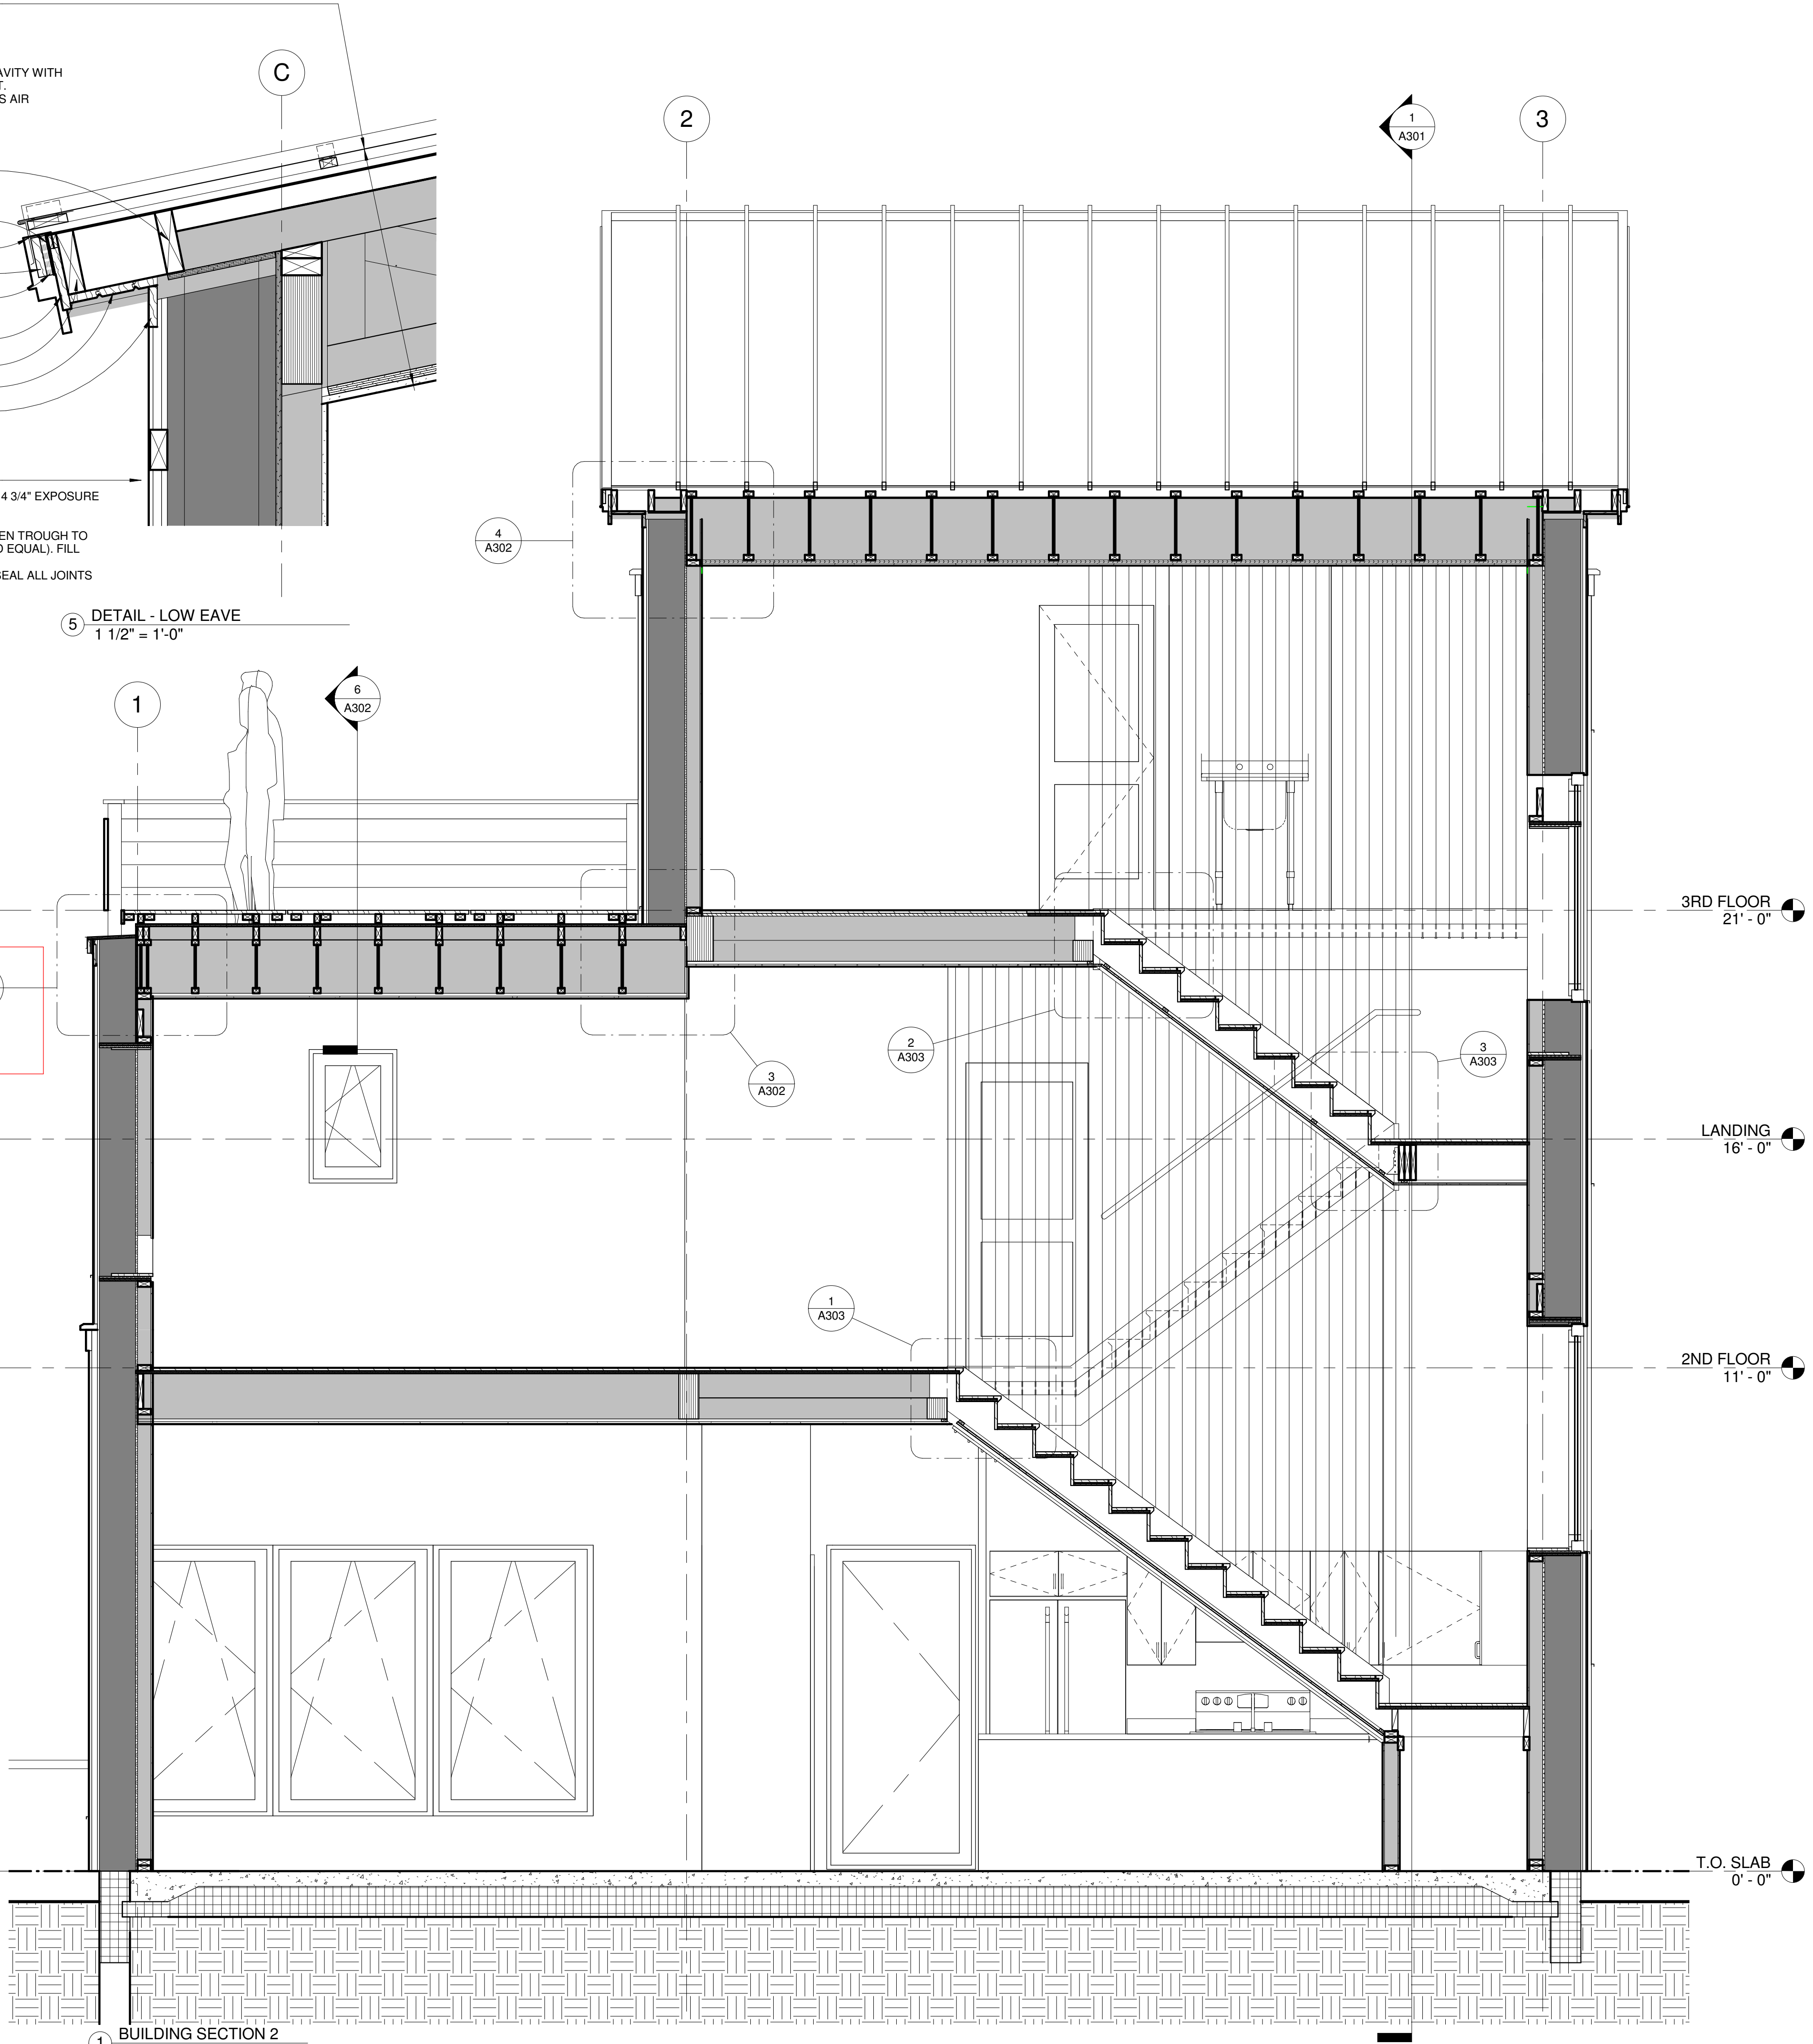 AVITY WITH
T.
S AIR
C
2
1
A301
3
4 3/4" EXPOSURE
EN TROUGH TO
D EQUAL). FILL
SEAL ALL JOINTS
5 DETAIL - LOW EAVE
1 1/2" = 1'-0"
4
A302
1
6
A302
3RD FLOOR
21' - 0"
2
A303
3
A303
3
A302
LANDING
16' - 0"
1
A303
2ND FLOOR
11' - 0"
T.O. SLAB
0' - 0"
1 BUILDING SECTION 2